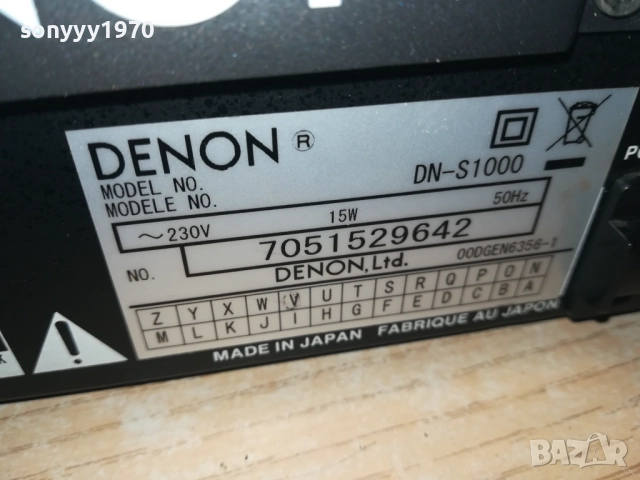 sonyyy1970
DENON ®
MODEL NO.
MODELE NO.
DN-S1000
~230V 15W 50Hz
NO. 7051529642
DENON, Ltd. 00DGEN6356-1
Z Y X W V U T S R Q P O N
M L K J I H G F E D C B A
MADE IN JAPAN FABRIQUE AU JAPON
BAZAR